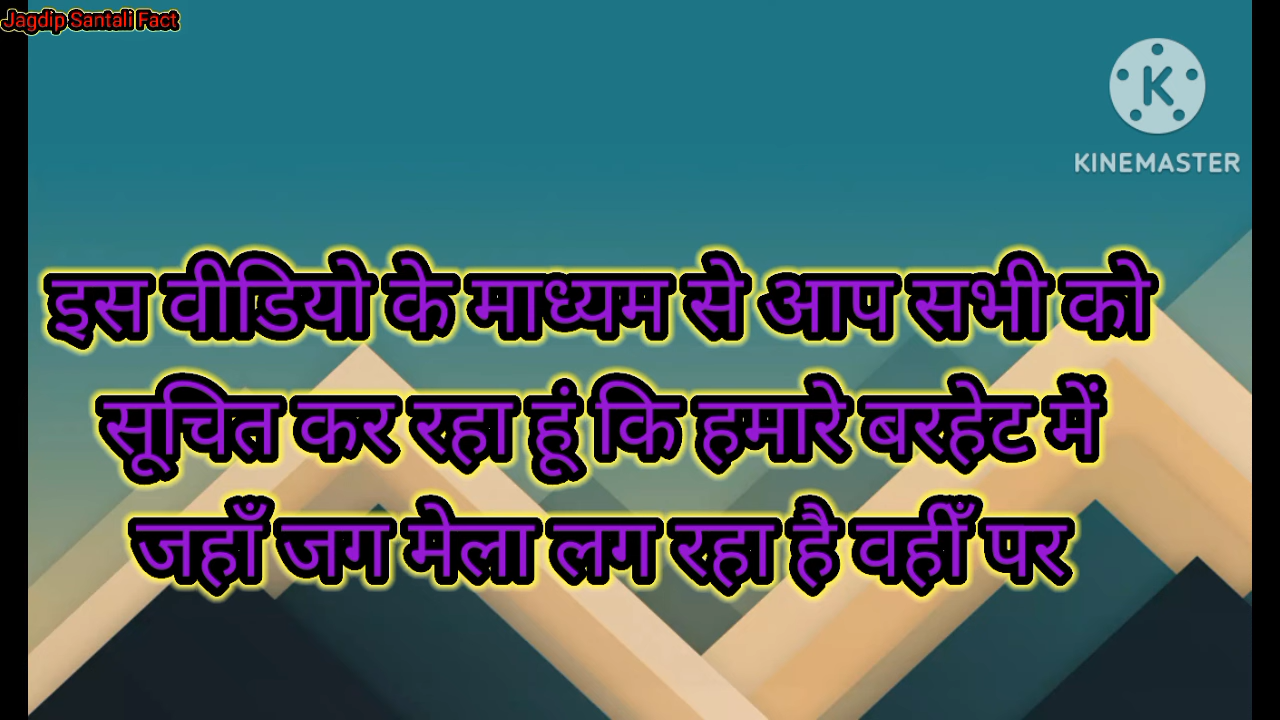 Jagdip Santali Fact
K
KINEMASTER
इस वीडियो के माध्यम से आप सभी को
सूचित कर रहा हूं कि हमारे बरहेट में
जहाँ जग मेला लग रहा है वहीँ पर